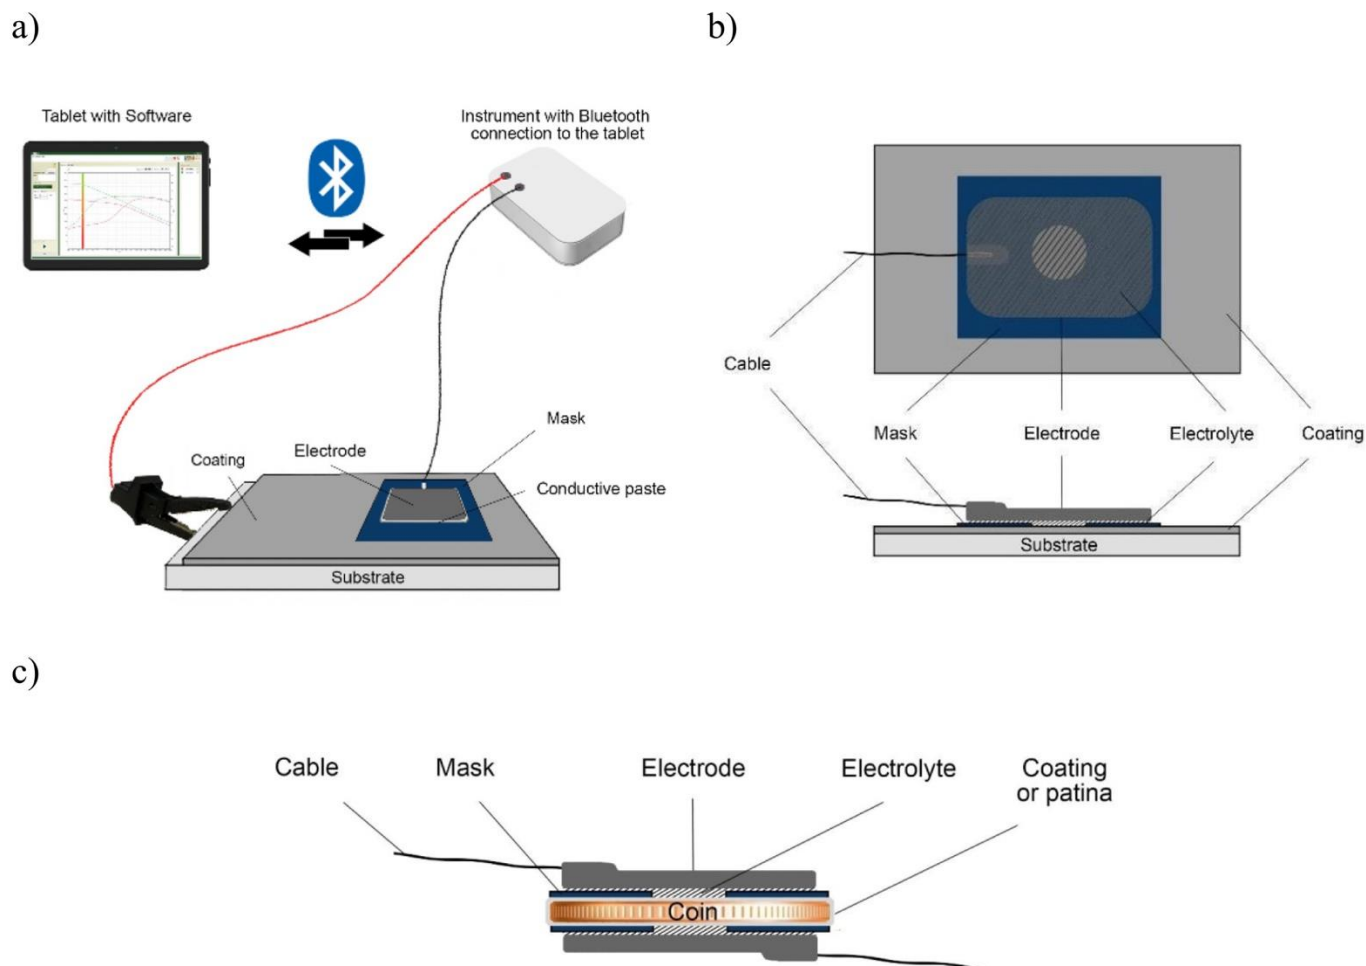 a)
b)
Tablet with Software
Instrument with Bluetooth
connection to the tablet
Mask
Electrode
Coating
Conductive paste
Substrate
Cable
Mask
Electrode
Electrolyte
Coating
Substrate
c)
Cable
Mask
Electrode
Electrolyte
Coating
or patina
Coin